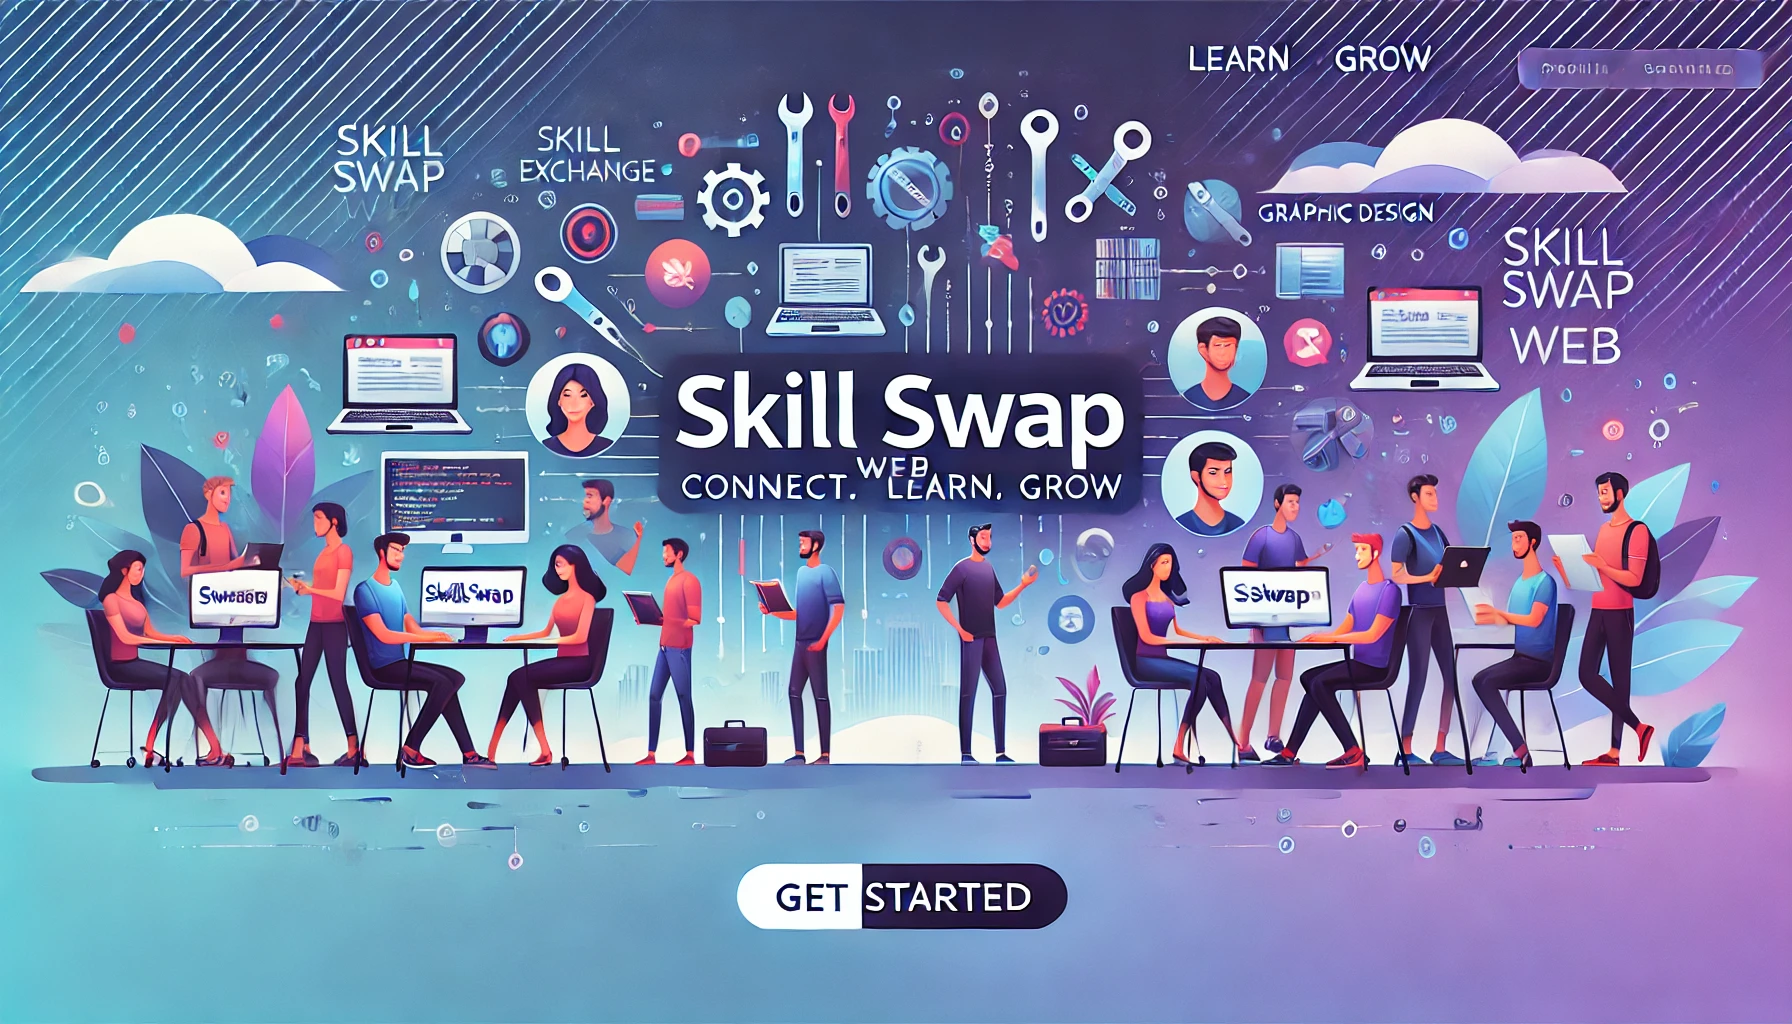 LEARN GROW
SKILL
SWAP
SKILL
EXCHANGE
GRAPHIC DESIGN
SKILL
SWAP
WEB
Skill Swap
WEB
CONNECT. LEARN. GROW
GET STARTED